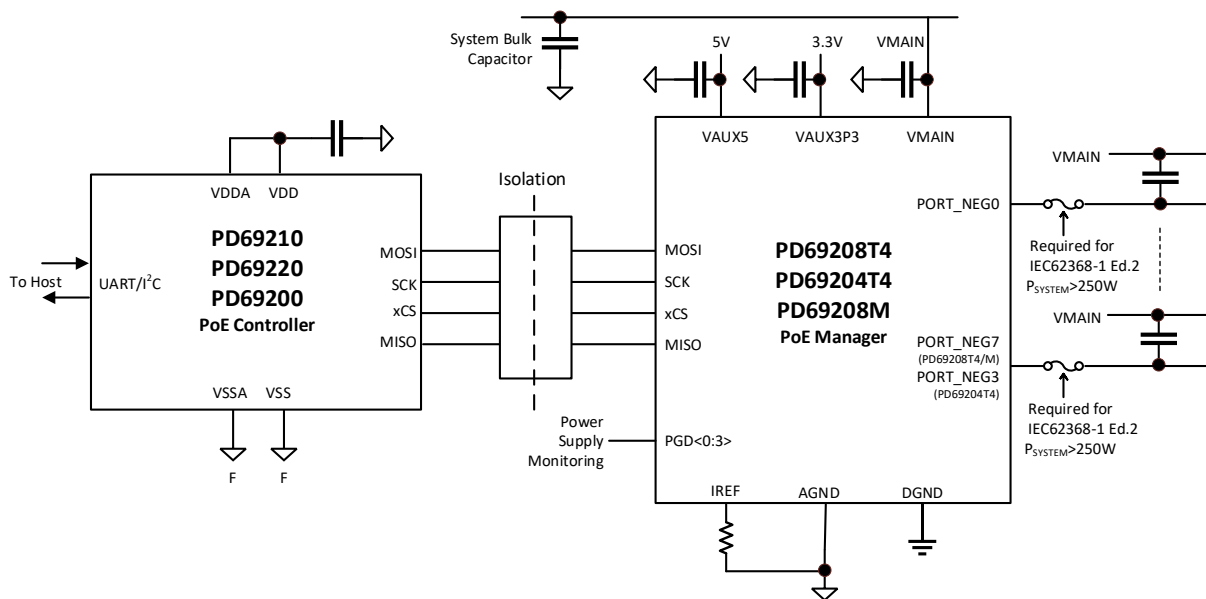 System Bulk
Capacitor
5V
3.3V
VMAIN
VAUX5
VAUX3P3
VMAIN
VDDA
VDD
Isolation
To Host
UART/I²C
PD69210
PD69220
PD69200
PoE Controller
MOSI
SCK
xCS
MISO
VSSA
VSS
F
F
MOSI
SCK
xCS
MISO
PD69208T4
PD69204T4
PD69208M
PoE Manager
Power
Supply
Monitoring
PGD<0:3>
IREF
AGND
DGND
PORT_NEG0
PORT_NEG7
(PD69208T4/M)
PORT_NEG3
(PD69204T4)
VMAIN
Required for
IEC62368-1 Ed.2
PSYSTEM>250W
VMAIN
Required for
IEC62368-1 Ed.2
PSYSTEM>250W